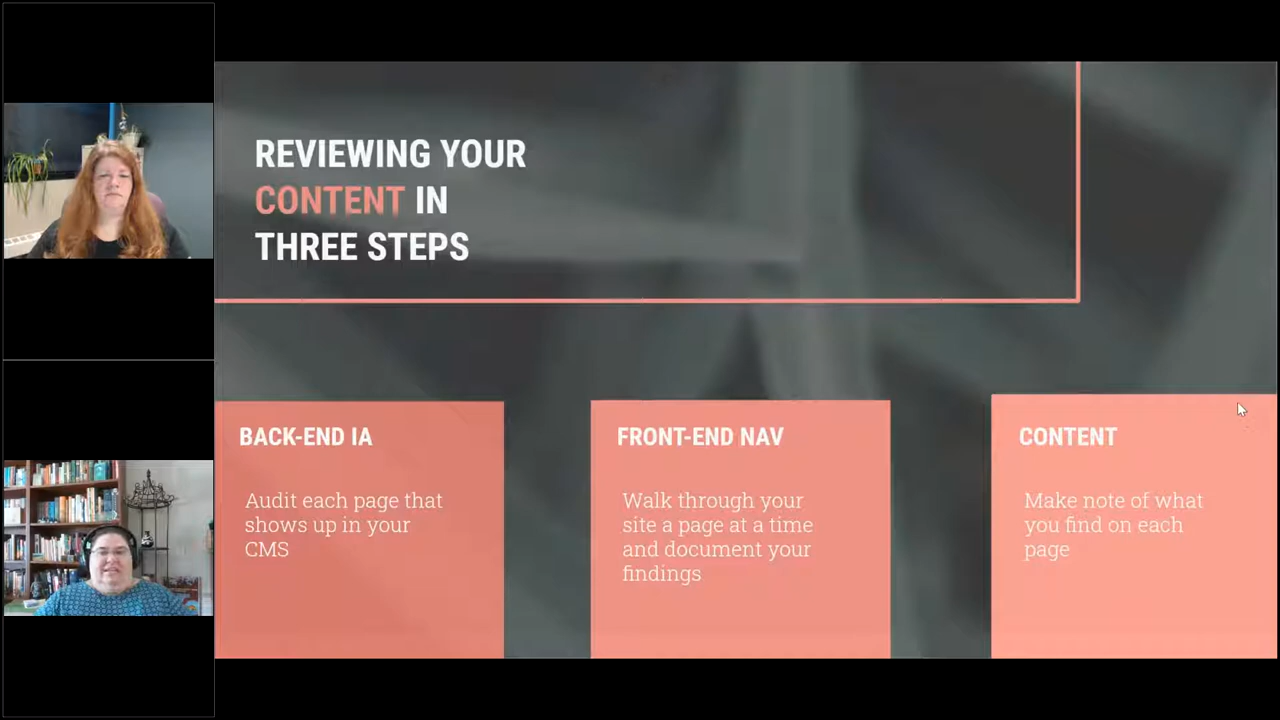 REVIEWING YOUR
CONTENT IN
THREE STEPS
BACK-END IA
Audit each page that
shows up in your
CMS
FRONT-END NAV
Walk through your
site a page at a time
and document your
findings
CONTENT
Make note of what
you find on each
page